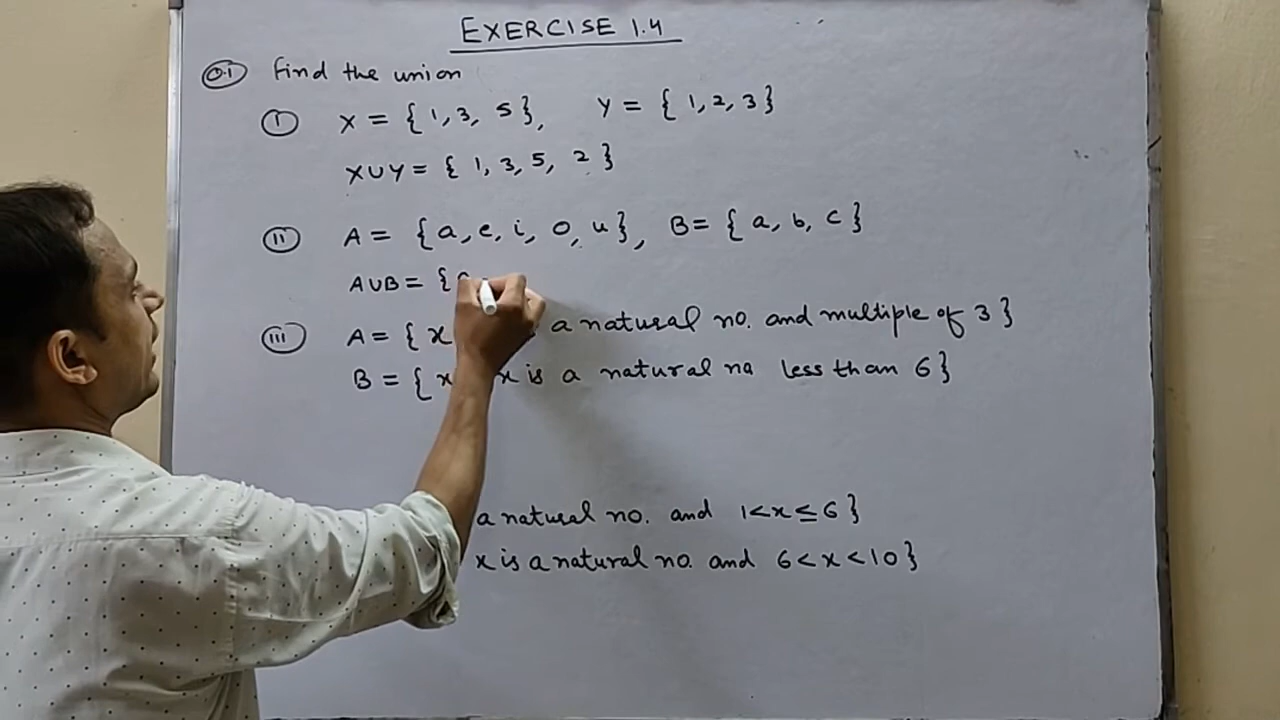 EXERCISE 1.4
Q.1 Find the union
(i) X = { 1, 3, 5 }, Y = { 1, 2, 3 }
X∪Y = { 1, 3, 5, 2 }
(ii) A = { a, e, i, o, u }, B = { a, b, c }
A∪B = {
(iii) A = { x a natural no. and multiple of 3 }
B = { x x is a natural no less than 6 }
a natural no. and 1<x≤6 }
x is a natural no. and 6<x<10 }